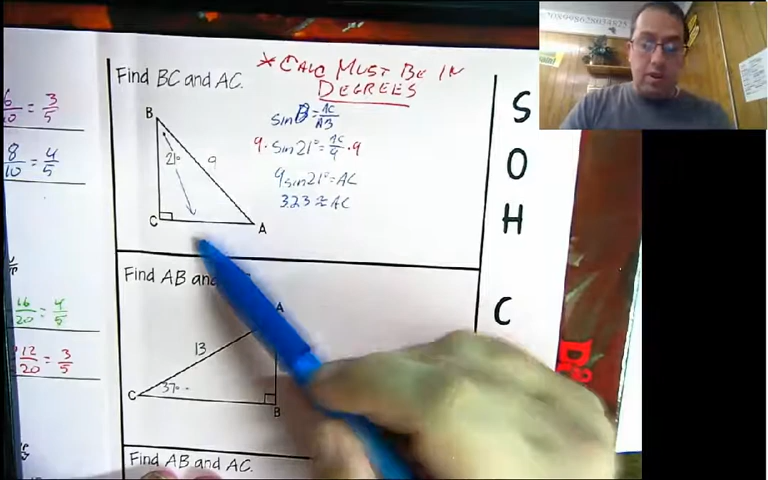 Find BC and AC.
* CALC MUST BE IN
DEGREES
B
21°
9
C
A
sin B = AC/AB
9 · sin 21° = AC/9 · 9
9 sin 21° = AC
3.23 ≈ AC
= 3/5
8/10 = 4/5
16/20 = 4/5
12/20 = 3/5
Find AB and
A
13
37°
C
B
Find AB and AC.
S
O
H
C